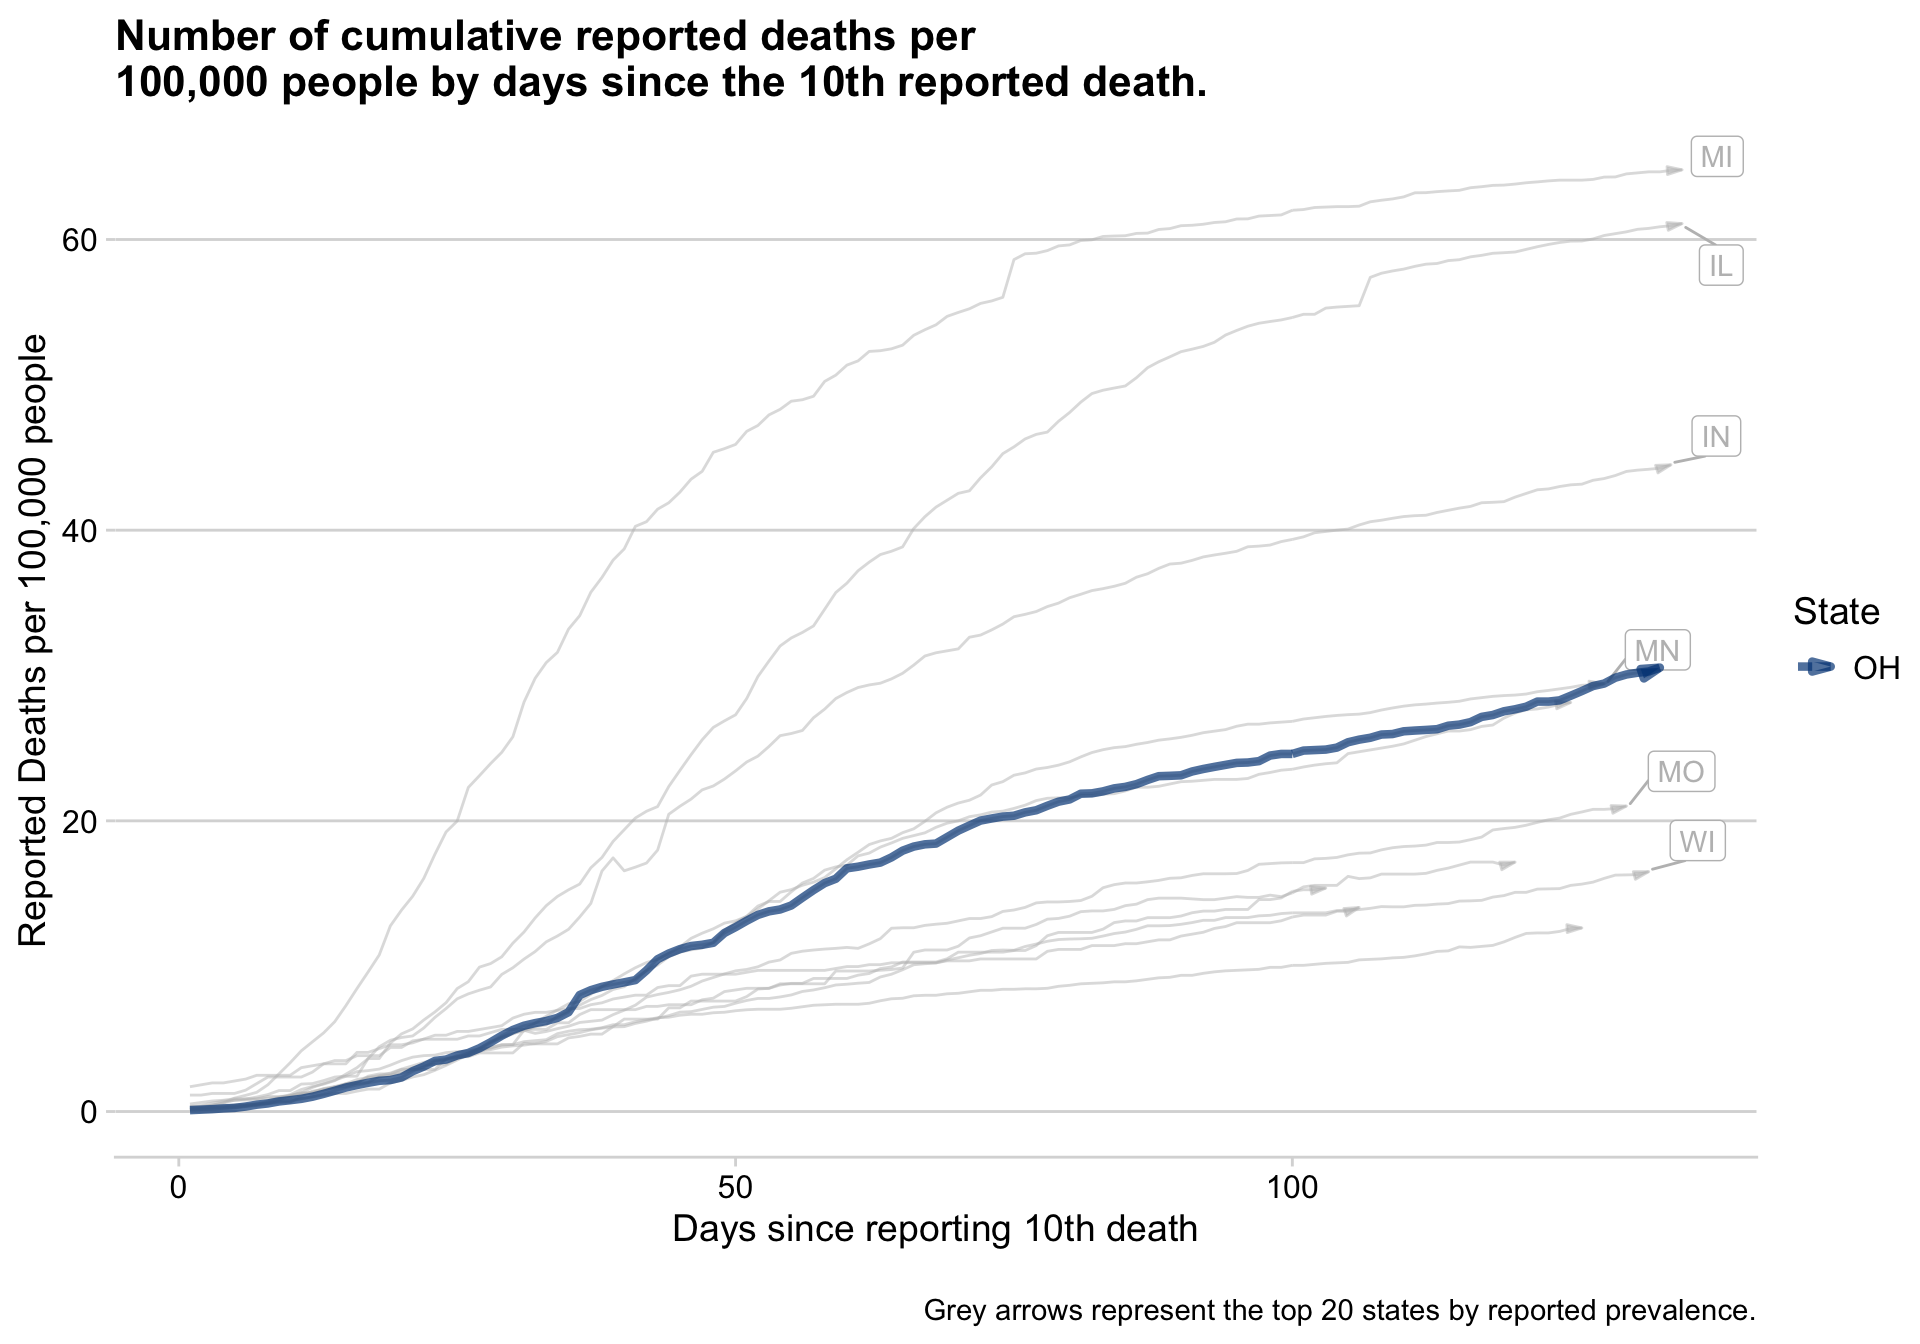 Number of cumulative reported deaths per
100,000 people by days since the 10th reported death.
Reported Deaths per 100,000 people
60
40
20
0
MI
IL
IN
MN
MO
WI
State
OH
0
50
100
Days since reporting 10th death
Grey arrows represent the top 20 states by reported prevalence.